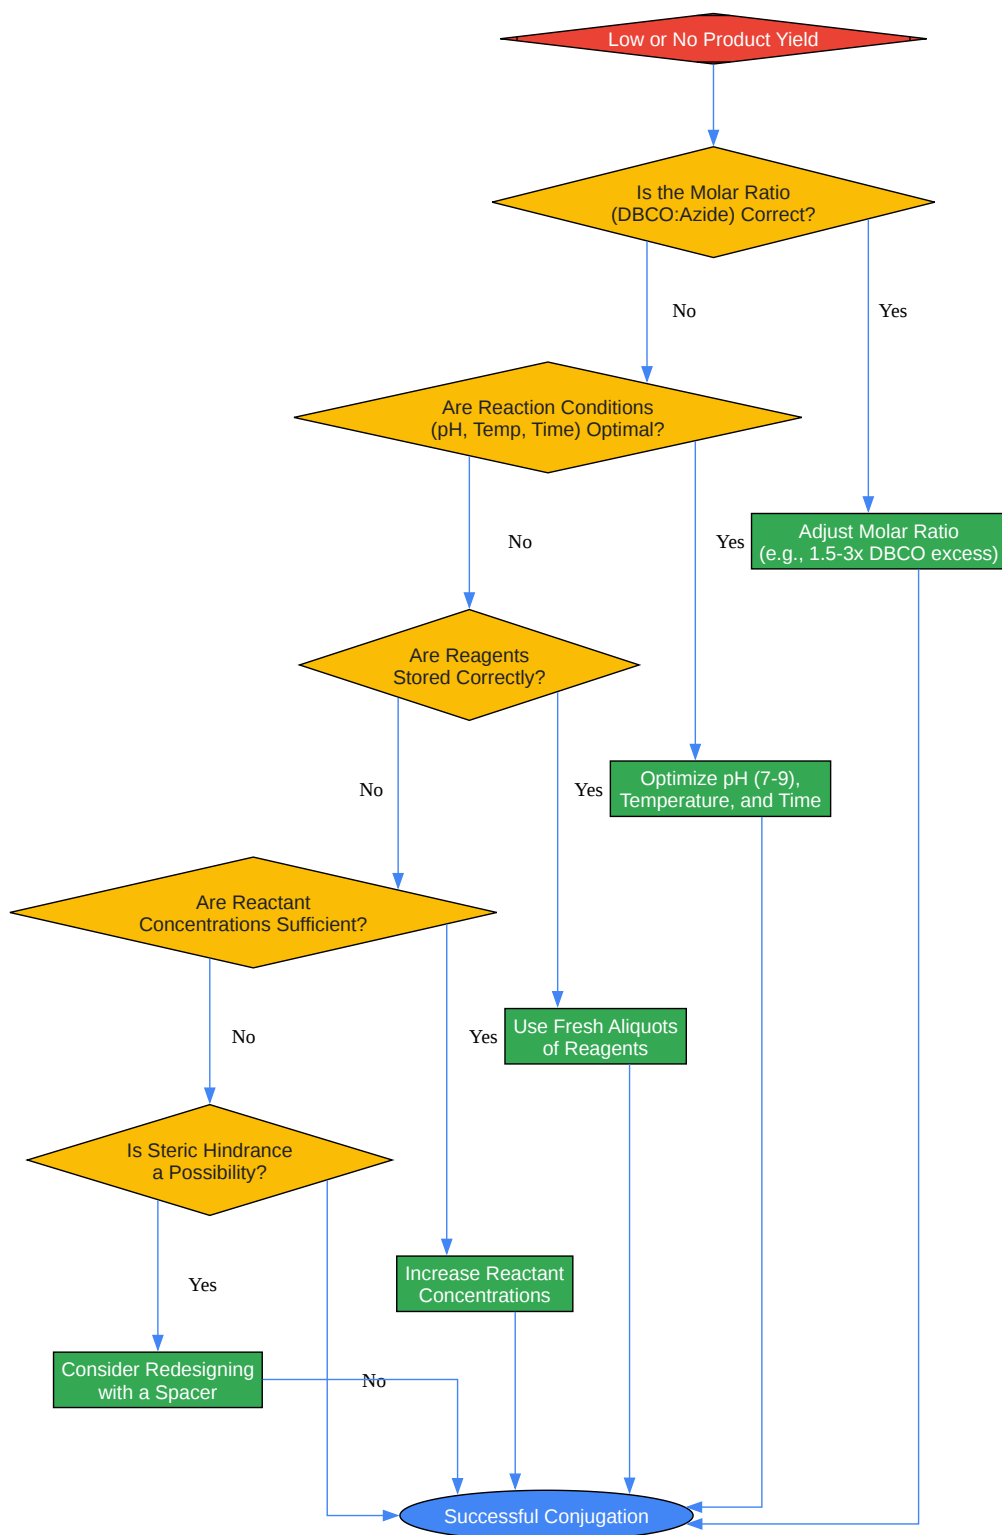 Low or No Product Yield
Is the Molar Ratio
(DBCO:Azide) Correct?
No
Yes
Are Reaction Conditions
(pH, Temp, Time) Optimal?
No
Yes
Adjust Molar Ratio
(e.g., 1.5-3x DBCO excess)
Are Reagents
Stored Correctly?
No
Yes
Optimize pH (7-9),
Temperature, and Time
Are Reactant
Concentrations Sufficient?
No
Yes
Use Fresh Aliquots
of Reagents
Is Steric Hindrance
a Possibility?
Yes
Increase Reactant
Concentrations
Consider Redesigning
with a Spacer
No
Successful Conjugation